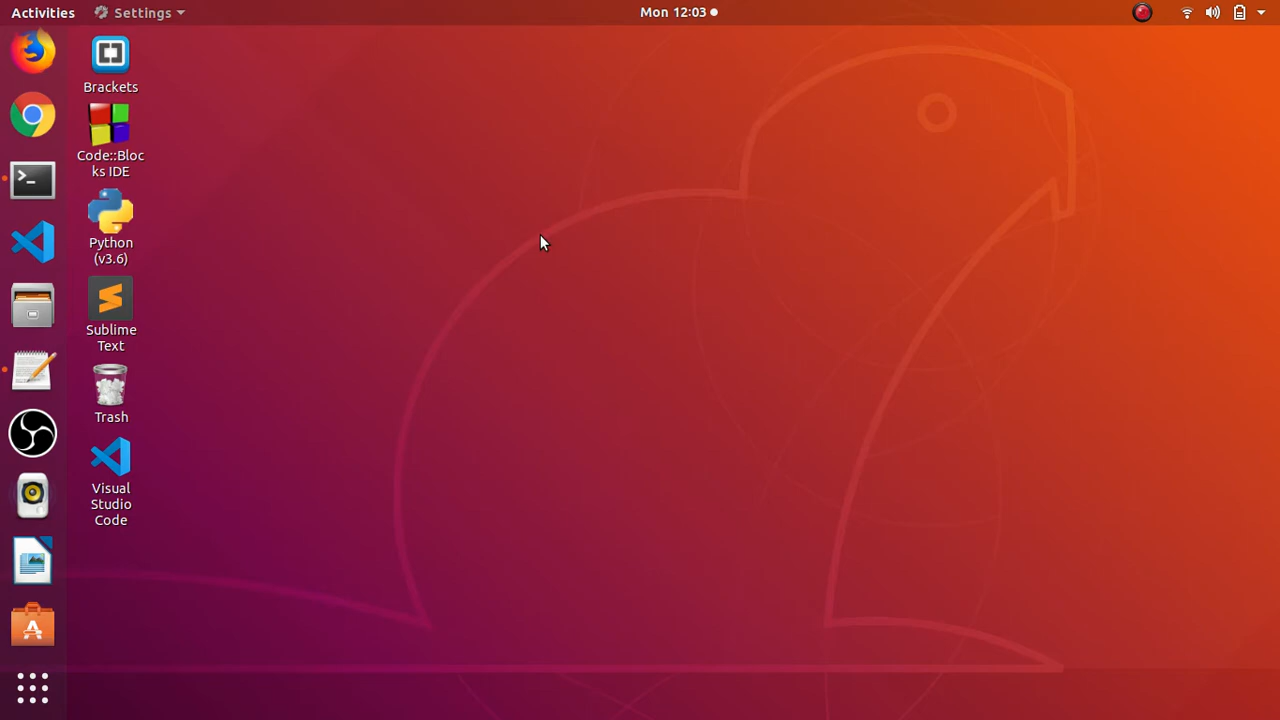 Activities
Settings
Mon 12:03
Brackets
Code::Bloc
ks IDE
Python
(v3.6)
Sublime
Text
Trash
Visual
Studio
Code